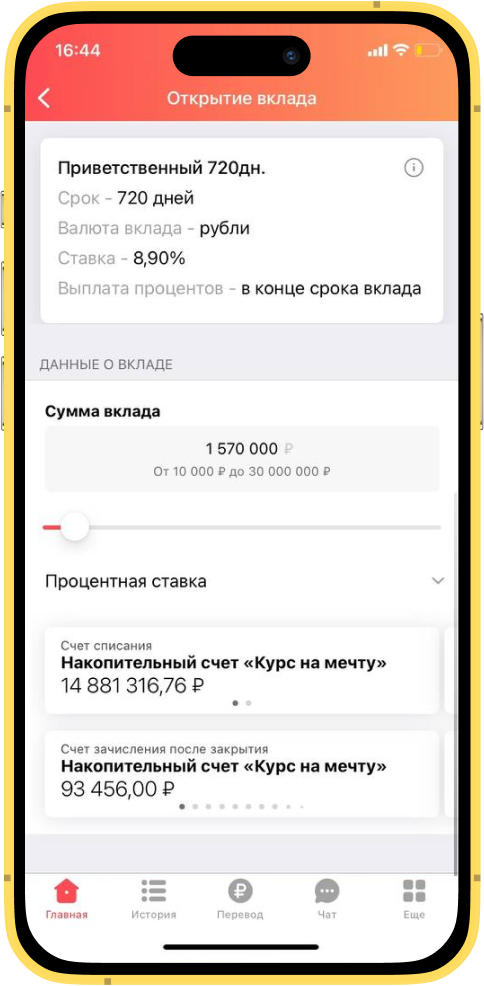 16:44
Открытие вклада
Приветственный 720дн.
Срок - 720 дней
Валюта вклада - рубли
Ставка - 8,90%
Выплата процентов - в конце срока вклада
ДАННЫЕ О ВКЛАДЕ
Сумма вклада
1 570 000 ₽
От 10 000 ₽ до 30 000 000 ₽
Процентная ставка
Счет списания
Накопительный счет «Курс на мечту»
14 881 316,76 ₽
Счет зачисления после закрытия
Накопительный счет «Курс на мечту»
93 456,00 ₽
Главная История Перевод Чат Еще